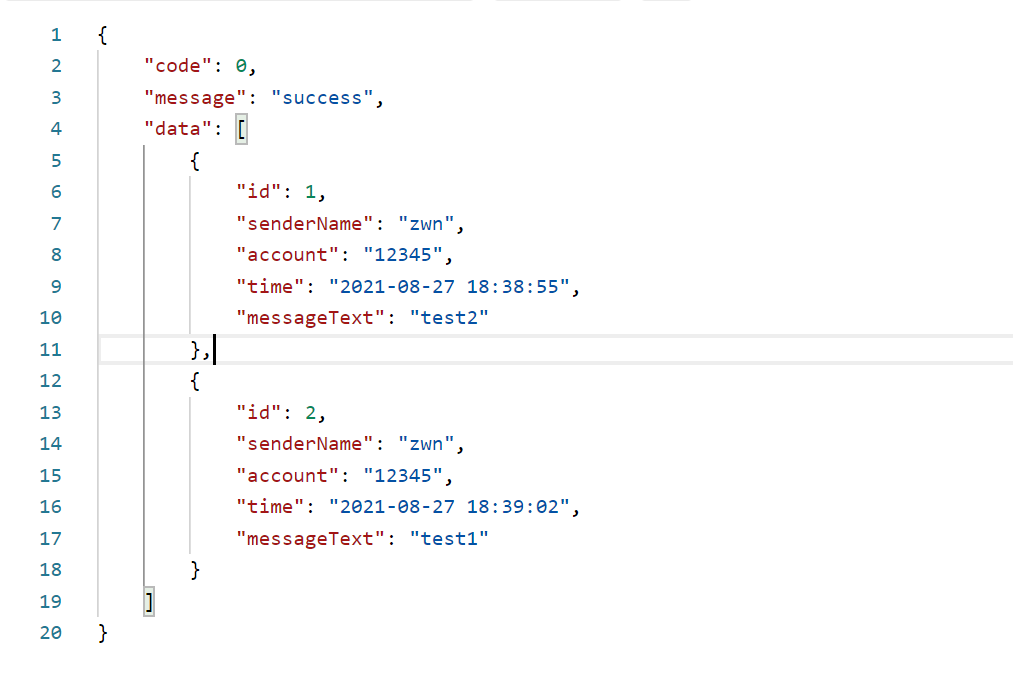 1 {
2     "code": 0,
3     "message": "success",
4     "data": [
5         {
6             "id": 1,
7             "senderName": "zwn",
8             "account": "12345",
9             "time": "2021-08-27 18:38:55",
10             "messageText": "test2"
11         },
12         {
13             "id": 2,
14             "senderName": "zwn",
15             "account": "12345",
16             "time": "2021-08-27 18:39:02",
17             "messageText": "test1"
18         }
19     ]
20 }